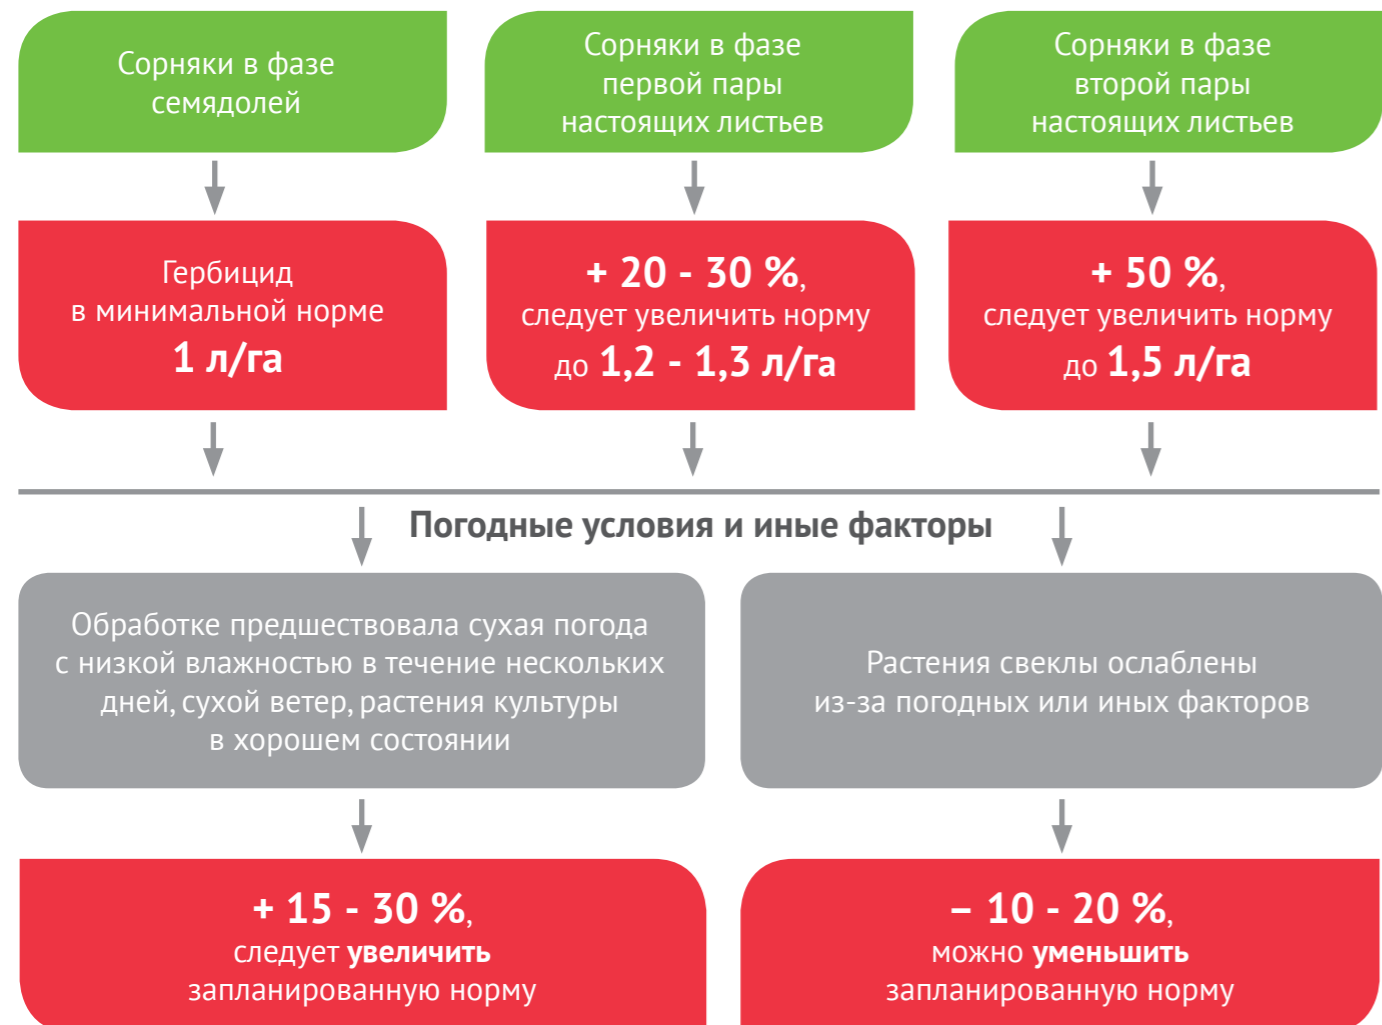 Сорняки в фазе
семядолей
Сорняки в фазе
первой пары
настоящих листьев
Сорняки в фазе
второй пары
настоящих листьев
Гербицид
в минимальной норме
1 л/га
+ 20 - 30 %,
следует увеличить норму
до 1,2 - 1,3 л/га
+ 50 %,
следует увеличить норму
до 1,5 л/га
Погодные условия и иные факторы
Обработке предшествовала сухая погода
с низкой влажностью в течение нескольких
дней, сухой ветер, растения культуры
в хорошем состоянии
Растения свеклы ослаблены
из-за погодных или иных факторов
+ 15 - 30 %,
следует увеличить
запланированную норму
– 10 - 20 %,
можно уменьшить
запланированную норму